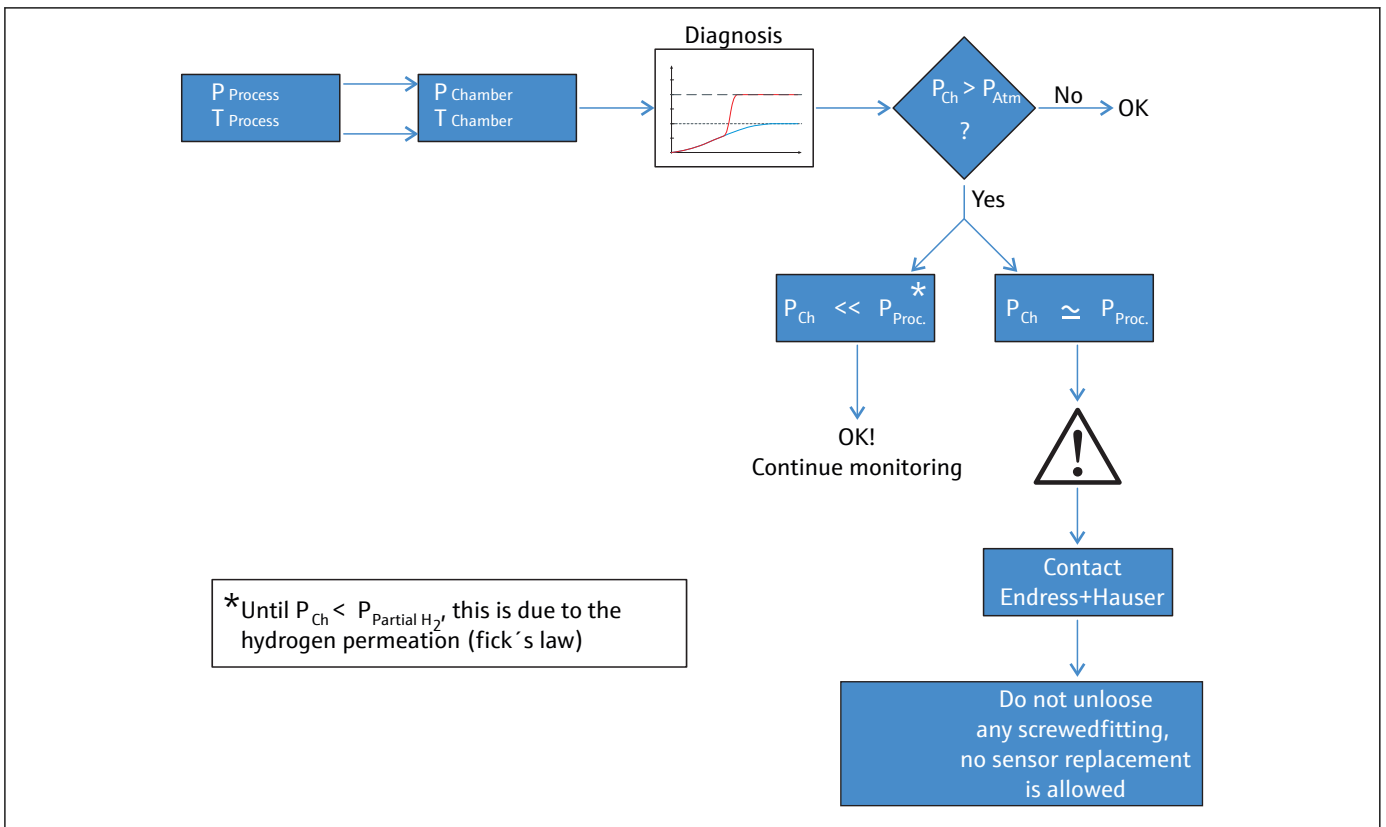 Diagnosis
P Process
T Process
P Chamber
T Chamber
P Ch > P Atm
?
No
OK
Yes
P Ch << P Proc. *
P Ch ≃ P Proc.
OK!
Continue monitoring
!
Contact
Endress+Hauser
*Until P Ch < P Partial H2, this is due to the
hydrogen permeation (fick´s law)
Do not unloose
any screwedfitting,
no sensor replacement
is allowed